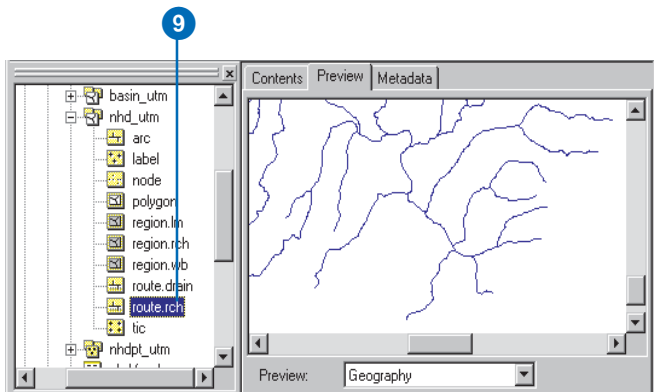 9
Contents Preview Metadata
basin_utm
nhd_utm
arc
label
node
polygon
region.lm
region.rch
region.wb
route.drain
route.rch
tic
nhdpt_utm
Preview: Geography